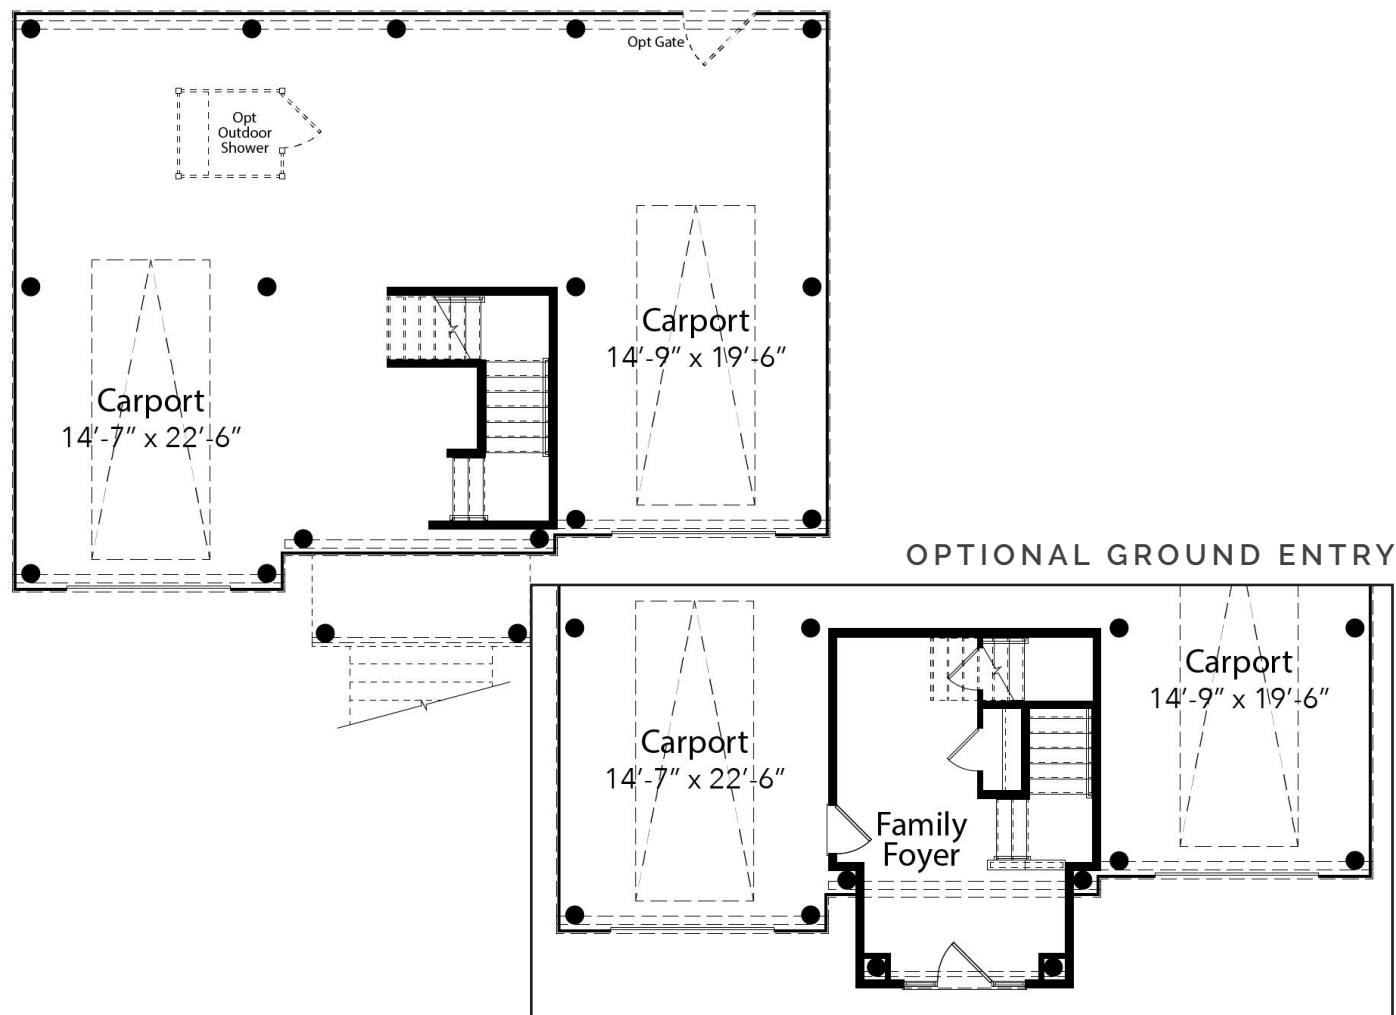 Opt Gate
Opt
Outdoor
Shower
Carport
14’-9” x 19’-6”
Carport
14’-7” x 22’-6”
OPTIONAL GROUND ENTRY
Carport
14’-9” x 19’-6”
Carport
14’-7” x 22’-6”
Family
Foyer